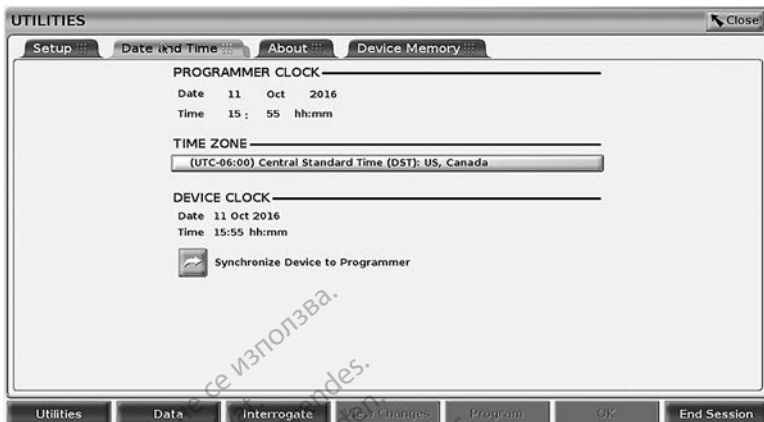 UTILITIES
Close
Setup
Date and Time
About
Device Memory
PROGRAMMER CLOCK
Date 11 Oct 2016
Time 15 : 55 hh:mm
TIME ZONE
(UTC-06:00) Central Standard Time (DST): US, Canada
DEVICE CLOCK
Date 11 Oct 2016
Time 15:55 hh:mm
Synchronize Device to Programmer
се използва.
Utilities
Data
Interrogate
View Changes
Program
OK
End Session